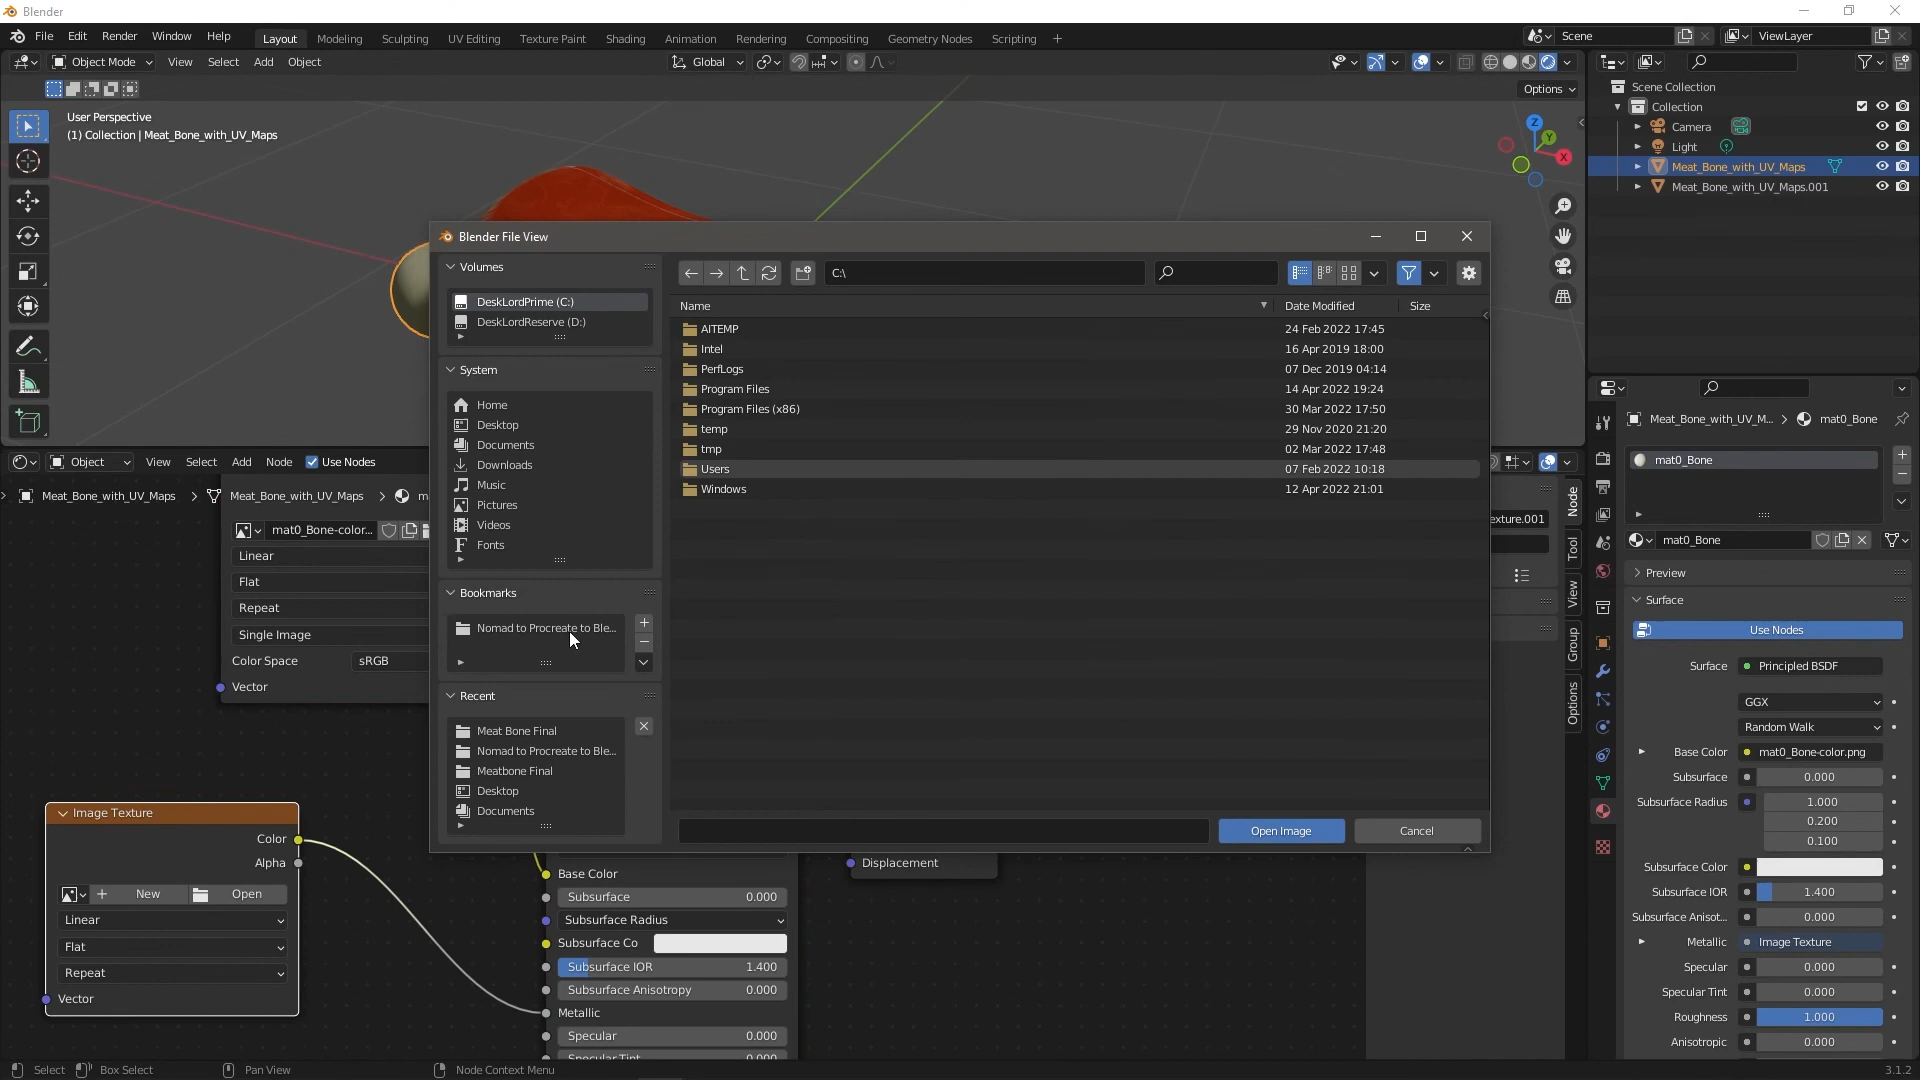 Blender
File Edit Render Window Help Layout Modeling Sculpting UV Editing Texture Paint Shading Animation Rendering Compositing Geometry Nodes Scripting + Scene ViewLayer
Object Mode View Select Add Object Global
Options
User Perspective
(1) Collection | Meat_Bone_with_UV_Maps
Z
Y
X
Scene Collection
Collection
Camera
Light
Meat_Bone_with_UV_Maps
Meat_Bone_with_UV_Maps.001
Blender File View
Volumes
DeskLordPrime (C:)
DeskLordReserve (D:)
System
Home
Desktop
Documents
Downloads
Music
Pictures
Videos
Fonts
Bookmarks
Nomad to Procreate to Ble...
Recent
Meat Bone Final
Nomad to Procreate to Ble...
Meatbone Final
Desktop
Documents
C:\
Name Date Modified Size
AITEMP 24 Feb 2022 17:45
Intel 16 Apr 2019 18:00
PerfLogs 07 Dec 2019 04:14
Program Files 14 Apr 2022 19:24
Program Files (x86) 30 Mar 2022 17:50
temp 29 Nov 2020 21:20
tmp 02 Mar 2022 17:48
Users 07 Feb 2022 10:18
Windows 12 Apr 2022 21:01
Open Image Cancel
Object View Select Add Node Use Nodes
Meat_Bone_with_UV_Maps > Meat_Bone_with_UV_Maps > m
mat0_Bone-color...
Linear
Flat
Repeat
Single Image
Color Space sRGB
Vector
Image Texture
Color
Alpha
New Open
Linear
Flat
Repeat
Vector
Base Color
Subsurface 0.000
Subsurface Radius
Subsurface Co
Subsurface IOR 1.400
Subsurface Anisotropy 0.000
Metallic
Specular 0.000
Specular Tint 0.000
Displacement
exture.001
Node
Tool
View
Group
Options
Meat_Bone_with_UV_M... > mat0_Bone
mat0_Bone
mat0_Bone
Preview
Surface
Use Nodes
Surface Principled BSDF
GGX
Random Walk
Base Color mat0_Bone-color.png
Subsurface 0.000
Subsurface Radius 1.000
0.200
0.100
Subsurface Color
Subsurface IOR 1.400
Subsurface Anisot... 0.000
Metallic Image Texture
Specular 0.000
Specular Tint 0.000
Roughness 1.000
Anisotropic 0.000
Select Box Select Pan View Node Context Menu 3.1.2